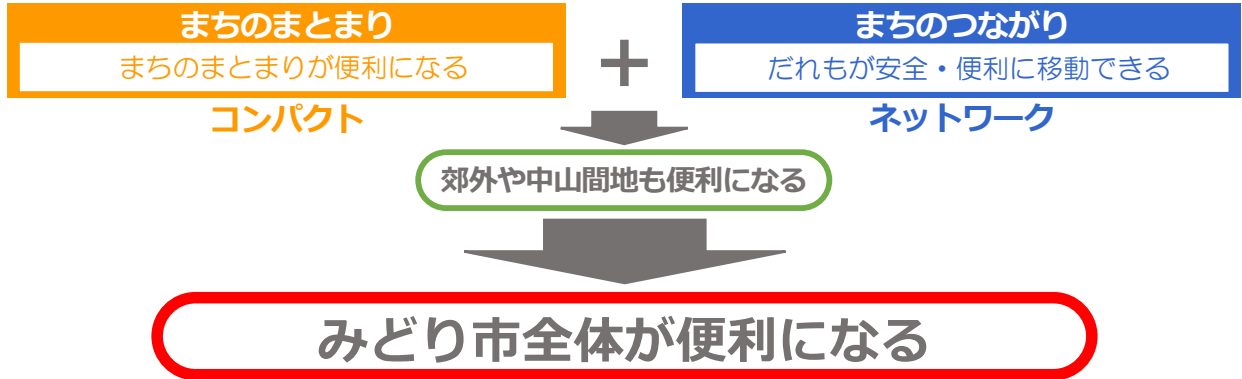 まちのまとまり
まちのまとまりが便利になる
コンパクト
＋
まちのつながり
だれもが安全・便利に移動できる
ネットワーク
郊外や中山間地も便利になる
みどり市全体が便利になる